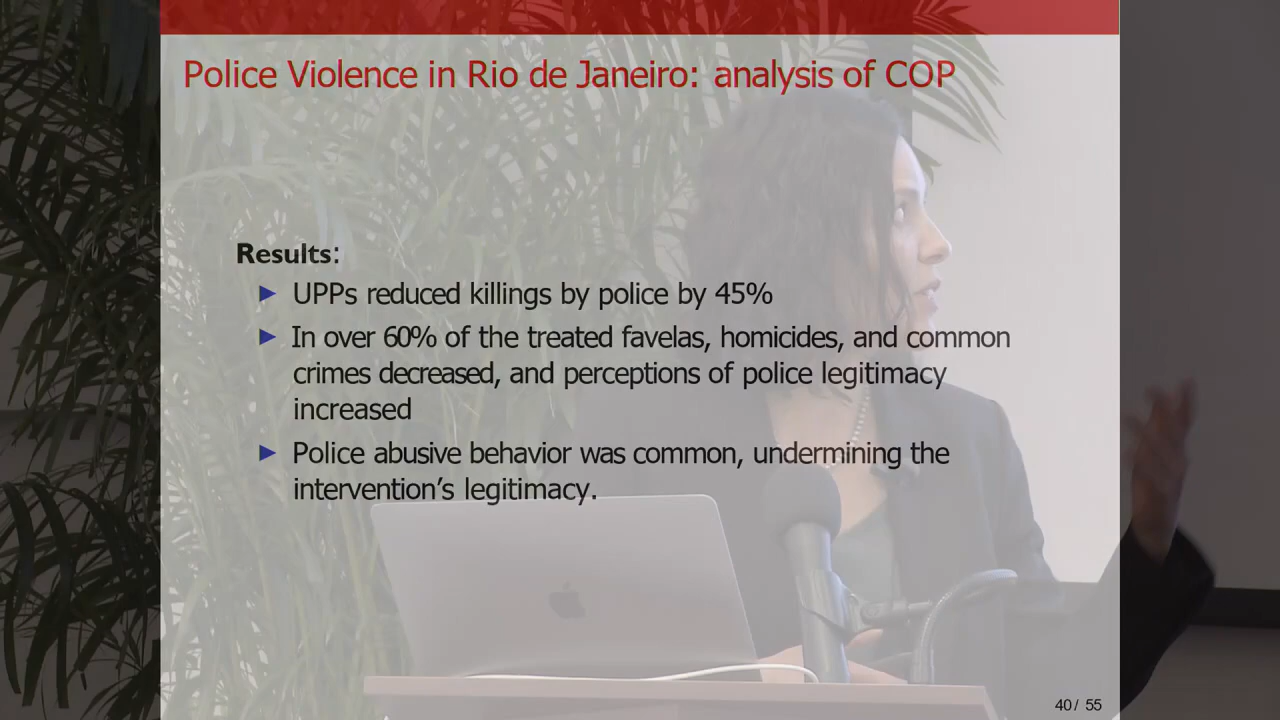 Police Violence in Rio de Janeiro: analysis of COP
Results:
UPPs reduced killings by police by 45%
In over 60% of the treated favelas, homicides, and common
crimes decreased, and perceptions of police legitimacy
increased
Police abusive behavior was common, undermining the
intervention's legitimacy.
40 / 55